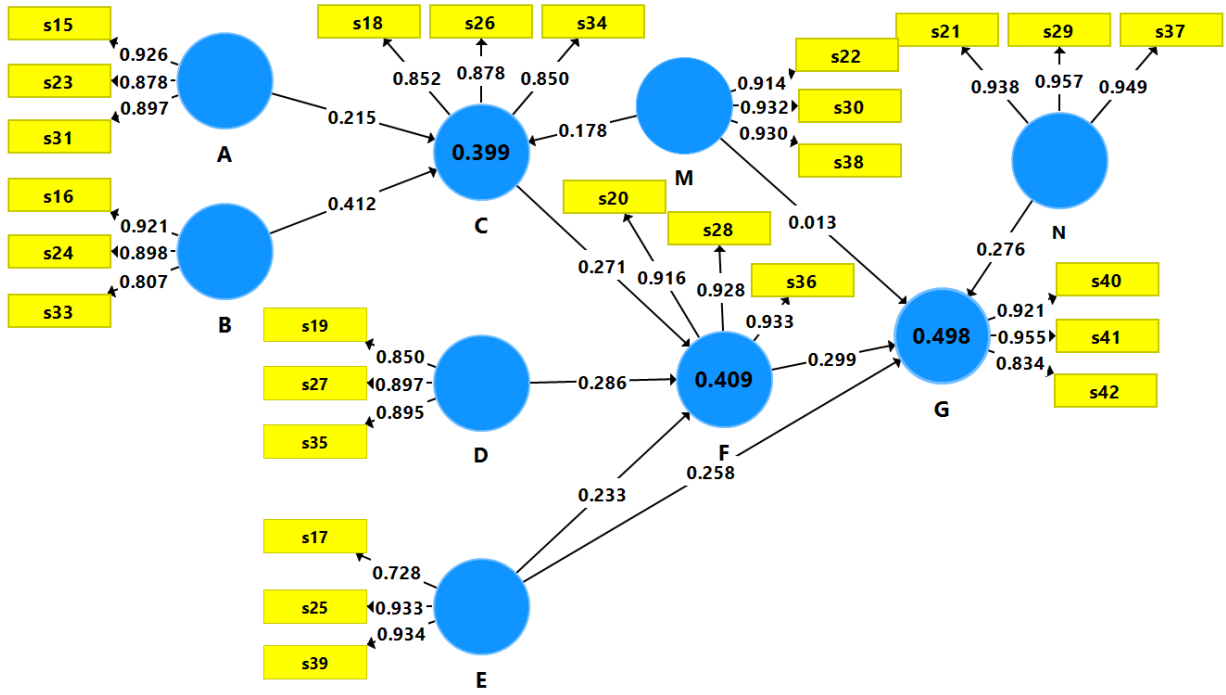 s15
s23
s31
0.926
0.878
0.897
A
s16
s24
s33
0.921
0.898
0.807
B
0.215
0.412
s18
s26
s34
0.852
0.878
0.850
0.399
C
0.178
M
0.914
0.932
0.930
s22
s30
s38
s21
s29
s37
0.938
0.957
0.949
N
0.276
0.013
s20
s28
s36
0.916
0.928
0.933
0.271
0.409
F
s19
s27
s35
0.850
0.897
0.895
D
0.286
0.299
0.498
G
0.921
0.955
0.834
s40
s41
s42
0.233
0.258
s17
s25
s39
0.728
0.933
0.934
E